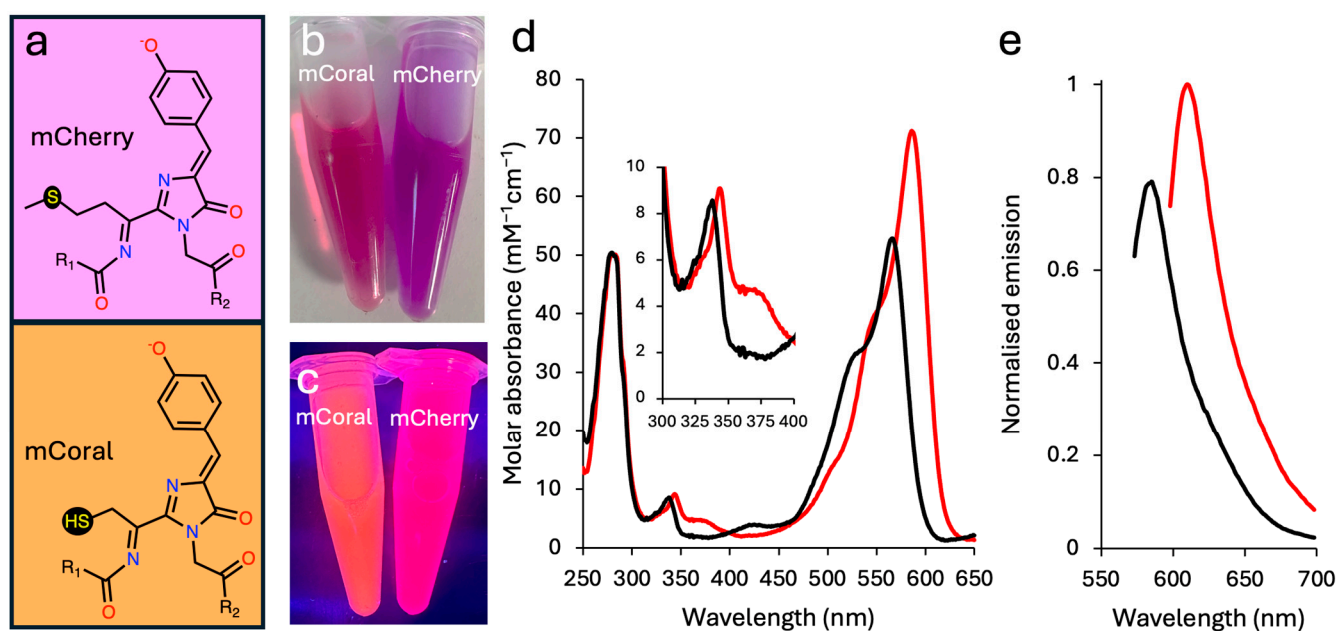 a
mCherry
-O
S
N
N
O
N
R1
O
O
R2
mCoral
-O
HS
N
N
O
N
R1
O
O
R2
b
mCoral
mCherry
c
mCoral
mCherry
d
Molar absorbance (mM⁻¹cm⁻¹)
80
70
60
50
40
30
20
10
0
250 300 350 400 450 500 550 600 650
Wavelength (nm)
10
8
6
4
2
0
300 325 350 375 400
e
Normalised emission
1
0.8
0.6
0.4
0.2
0
550 600 650 700
Wavelength (nm)